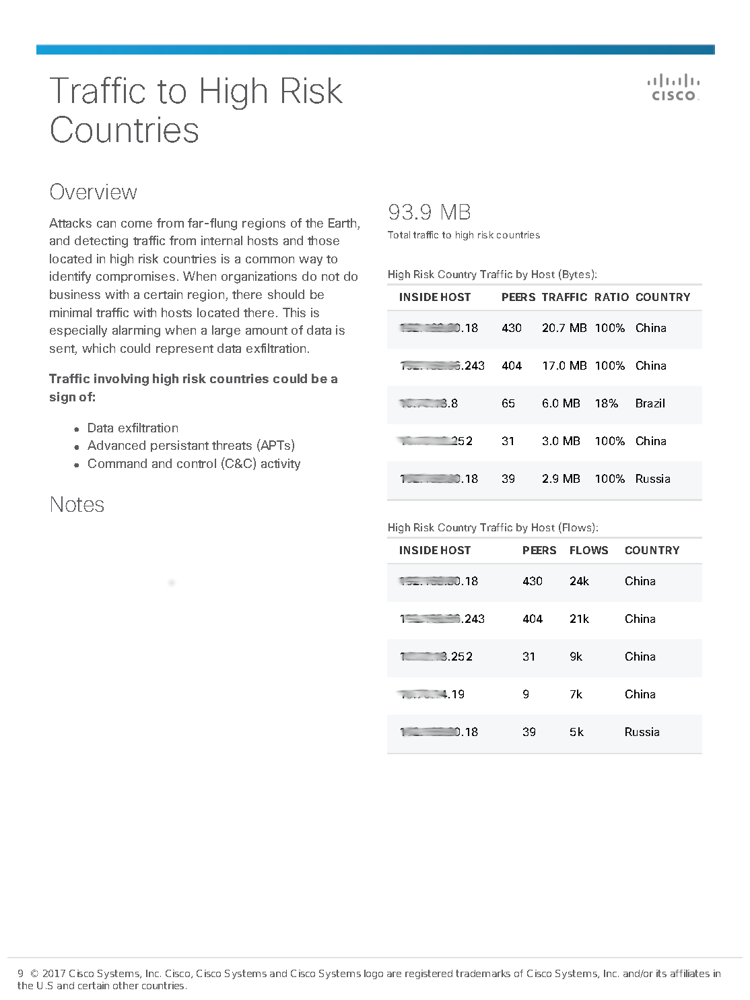 Traffic to High Risk
Countries
CISCO
Overview
Attacks can come from far-flung regions of the Earth,
and detecting traffic from internal hosts and those
located in high risk countries is a common way to
identify compromises. When organizations do not do
business with a certain region, there should be
minimal traffic with hosts located there. This is
especially alarming when a large amount of data is
sent, which could represent data exfiltration.
Traffic involving high risk countries could be a
sign of:
• Data exfiltration
• Advanced persistant threats (APTs)
• Command and control (C&C) activity
Notes
93.9 MB
Total traffic to high risk countries
High Risk Country Traffic by Host (Bytes):
INSIDE HOST PEERS TRAFFIC RATIO COUNTRY
.18 430 20.7 MB 100% China
.243 404 17.0 MB 100% China
.8 65 6.0 MB 18% Brazil
252 31 3.0 MB 100% China
.18 39 2.9 MB 100% Russia
High Risk Country Traffic by Host (Flows):
INSIDE HOST PEERS FLOWS COUNTRY
.18 430 24k China
.243 404 21k China
.252 31 9k China
.19 9 7k China
.18 39 5k Russia
9 © 2017 Cisco Systems, Inc. Cisco, Cisco Systems and Cisco Systems logo are registered trademarks of Cisco Systems, Inc. and/or its affiliates in
the U.S and certain other countries.